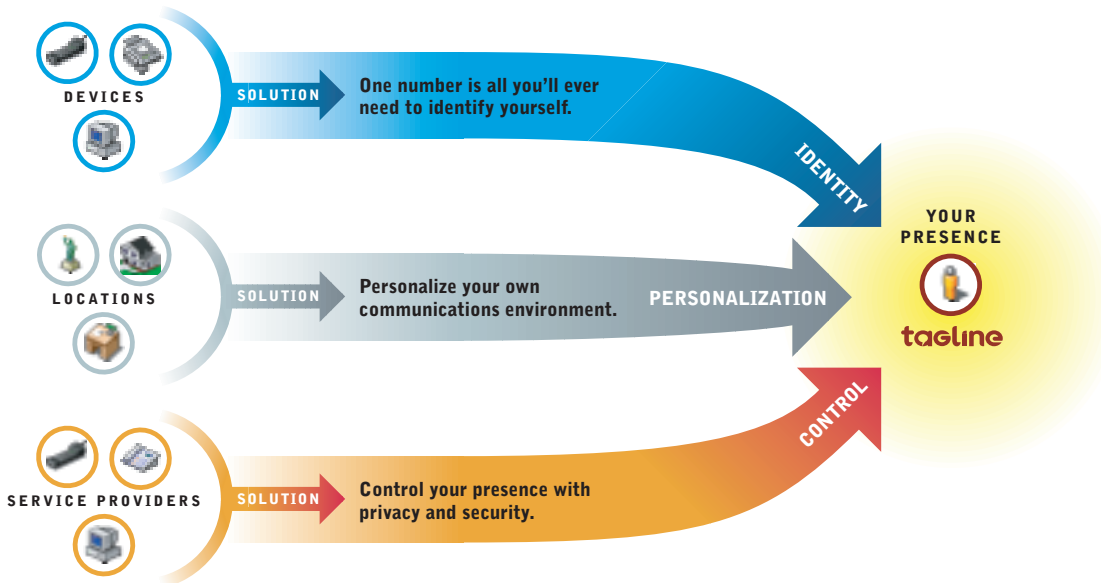 DEVICES
SOLUTION
One number is all you’ll ever
need to identify yourself.
IDENTITY
LOCATIONS
SOLUTION
Personalize your own
communications environment.
PERSONALIZATION
SERVICE PROVIDERS
SOLUTION
Control your presence with
privacy and security.
CONTROL
YOUR
PRESENCE
tagline